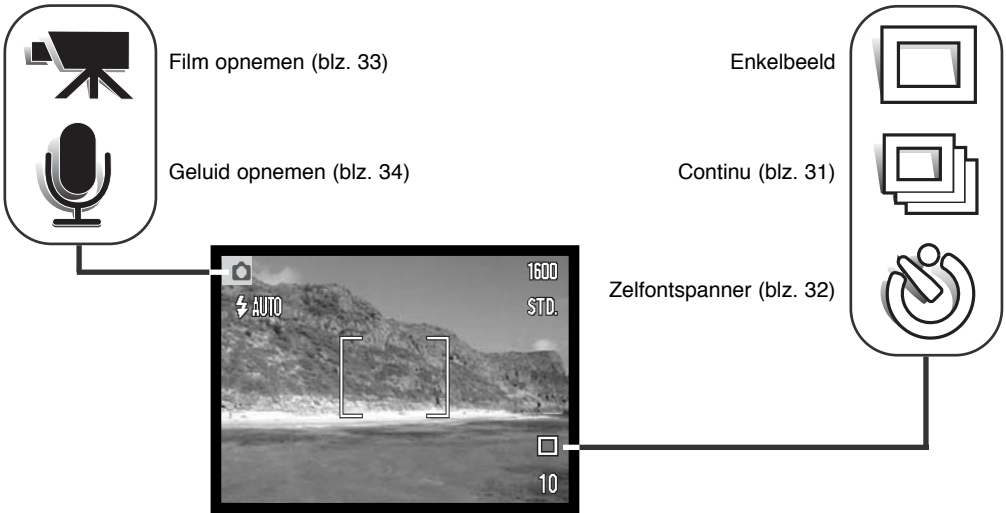 Film opnemen (blz. 33)
Geluid opnemen (blz. 34)
Enkelbeeld
Continu (blz. 31)
Zelfontspanner (blz. 32)
1600
AUTO
STD.
10